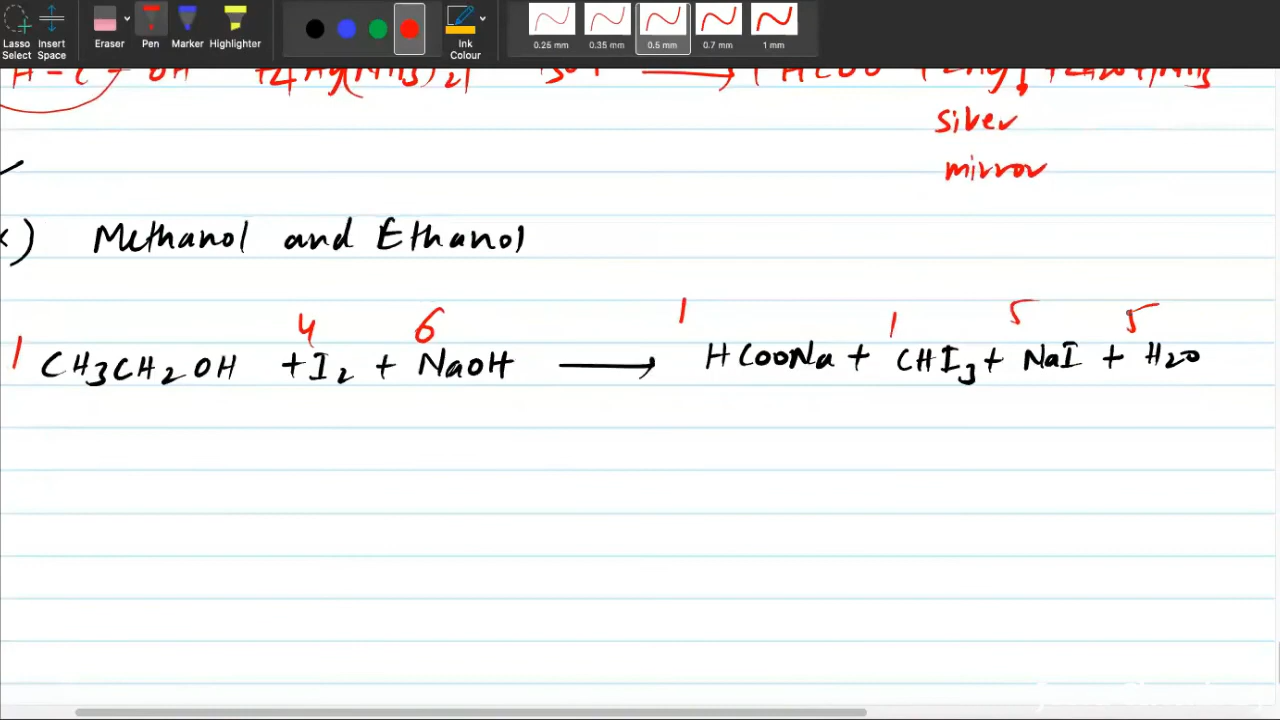 Lasso Select
Insert Space
Eraser
Pen
Marker
Highlighter
Ink Colour
0.25 mm
0.35 mm
0.5 mm
0.7 mm
1 mm
silver
mirror
x) Methanol and Ethanol
1 4 6 1 1 5 5
CH3CH2OH + I2 + NaOH ⟶ HCooNa + CHI3 + NaI + H2o